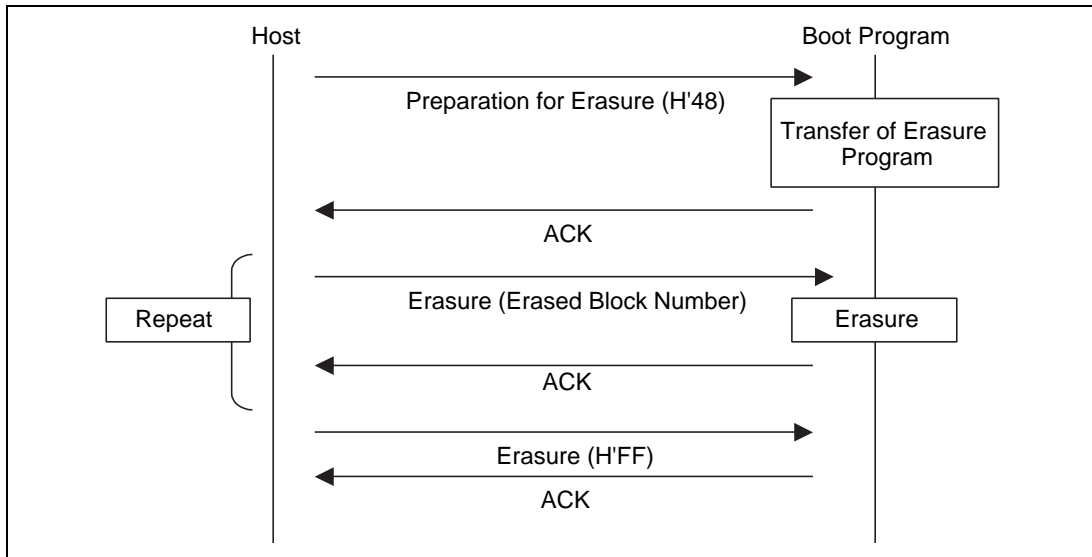 Host
Boot Program
Preparation for Erasure (H'48)
Transfer of Erasure
Program
ACK
Erasure (Erased Block Number)
Repeat
Erasure
ACK
Erasure (H'FF)
ACK